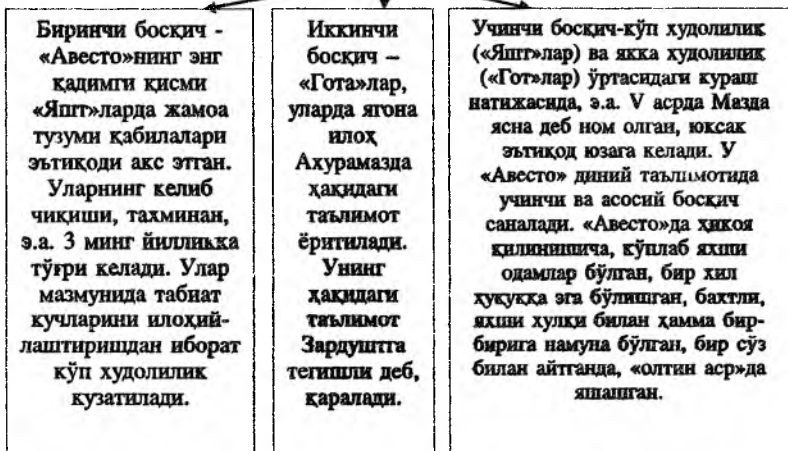 Биринчи босқич -
«Авесто»нинг энг
қадимги қисми
«Яшт»ларда жамоа
тузуми қабилалари
эътиқоди акс этган.
Уларнинг келиб
чиқиши, тахминан,
э.а. 3 минг йилликка
тўғри келади. Улар
мазмунида табиат
кучларини илоҳий-
лаштиришдан иборат
кўп худолилик
кузатилади.
Иккинчи
босқич –
«Гота»лар,
уларда ягона
илоҳ
Ахурамазда
ҳақидаги
таълимот
ёритилади.
Унинг
ҳақидаги
таълимот
Зардуштга
тегишли деб,
қаралади.
Учинчи босқич-кўп худолилик
(«Яшт»лар) ва якка худолилик
(«Гот»лар) ўртасидаги кураш
натижасида, э.а. V асрда Мазда
ясна деб ном олган, юксак
эътиқод юзага келади. У
«Авесто» диний таълимотида
учинчи ва асосий босқич
саналади. «Авесто»да ҳикоя
қилинишича, кўплаб яхши
одамлар бўлган, бир хил
ҳуқуққа эга бўлишган, бахтли,
яхши хулқи билан ҳамма бир-
бирига намуна бўлган, бир сўз
билан айтганда, «олтин аср»да
яшашган.